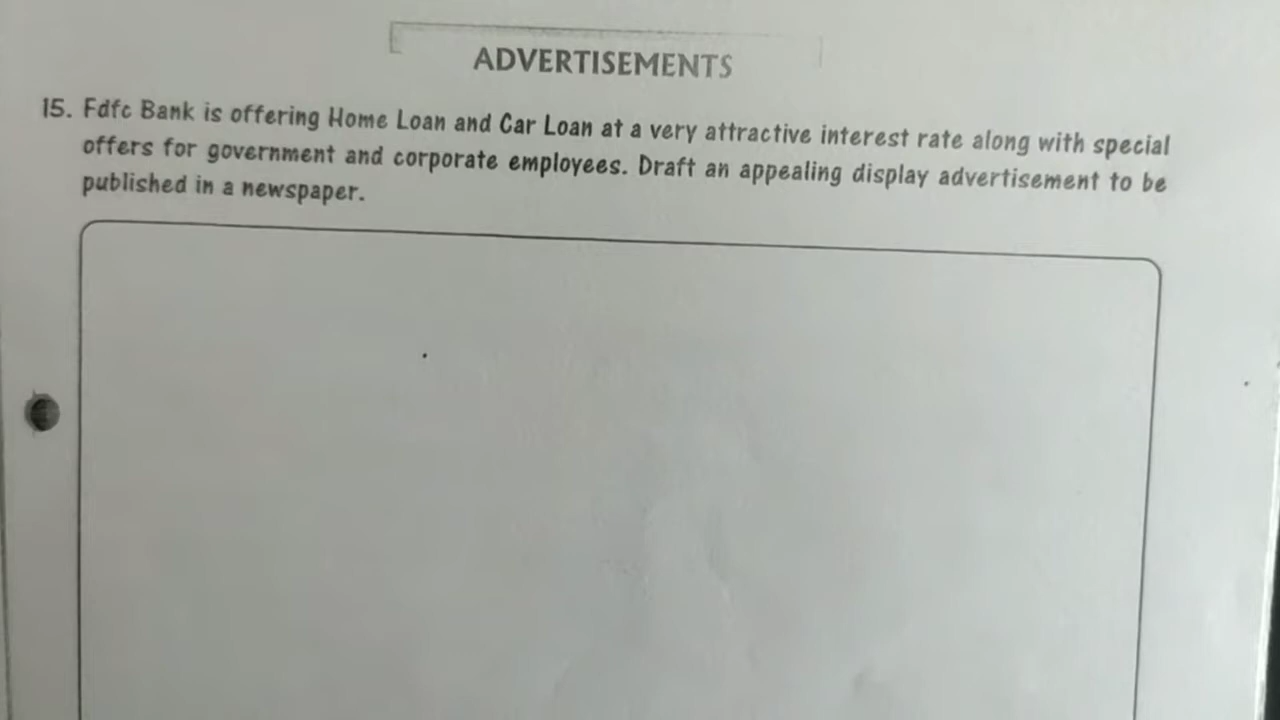 ADVERTISEMENTS
15. Fdfc Bank is offering Home Loan and Car Loan at a very attractive interest rate along with special
offers for government and corporate employees. Draft an appealing display advertisement to be
published in a newspaper.